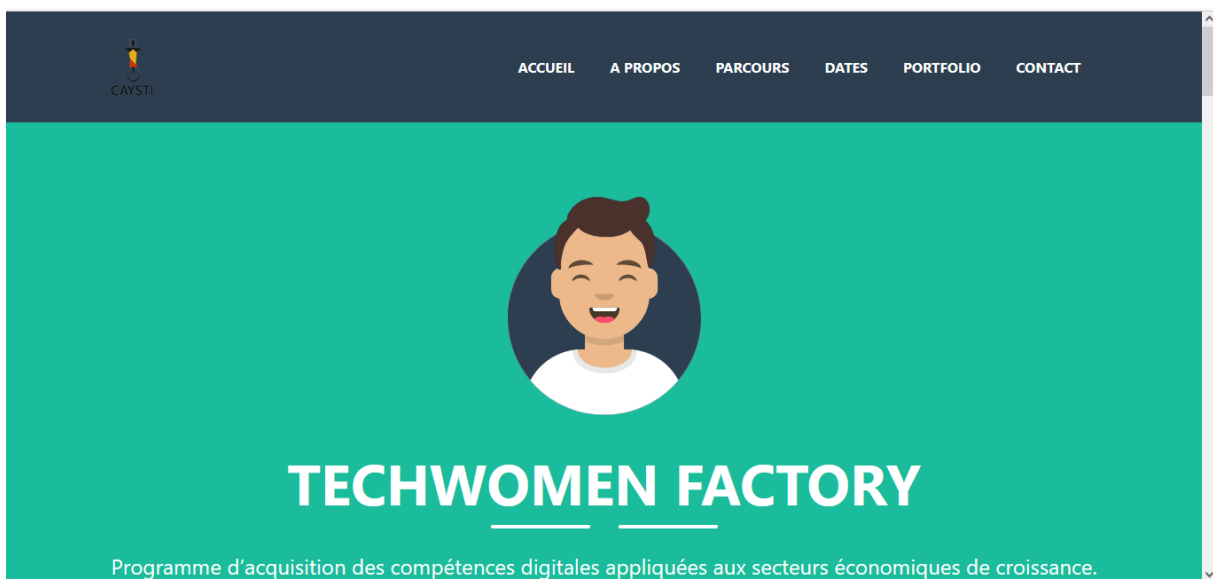 CAYSTI
ACCUEIL A PROPOS PARCOURS DATES PORTFOLIO CONTACT
TECHWOMEN FACTORY
Programme d’acquisition des compétences digitales appliquées aux secteurs économiques de croissance.